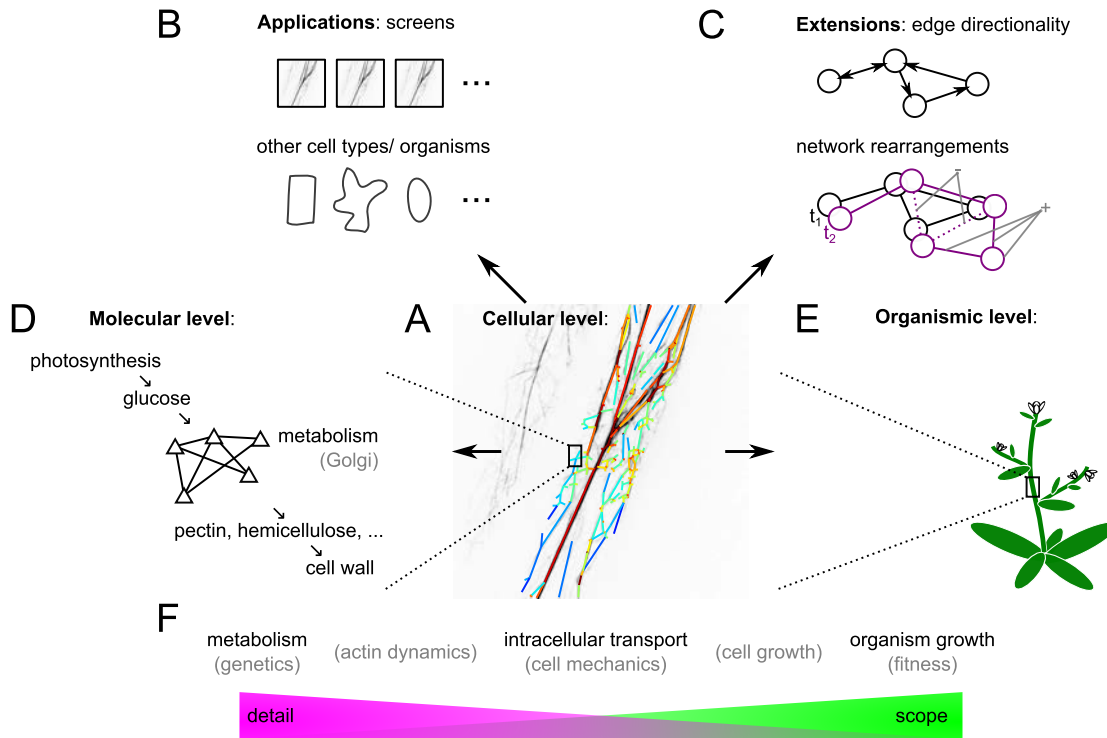 B
Applications: screens
...
other cell types/ organisms
...
C
Extensions: edge directionality
network rearrangements
-
+
t1
t2
D
Molecular level:
photosynthesis
glucose
metabolism
(Golgi)
pectin, hemicellulose, ...
cell wall
A
Cellular level:
E
Organismic level:
F
metabolism
(genetics)
(actin dynamics)
intracellular transport
(cell mechanics)
(cell growth)
organism growth
(fitness)
detail
scope